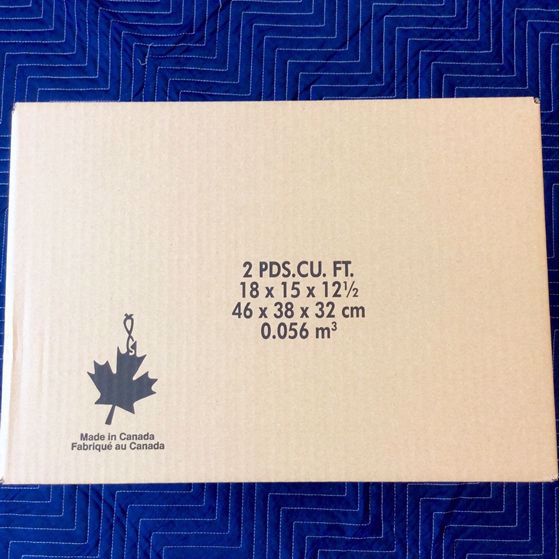 2 PDS.CU. FT.
18 x 15 x 12½
46 x 38 x 32 cm
0.056 m³
Made in Canada
Fabriqué au Canada